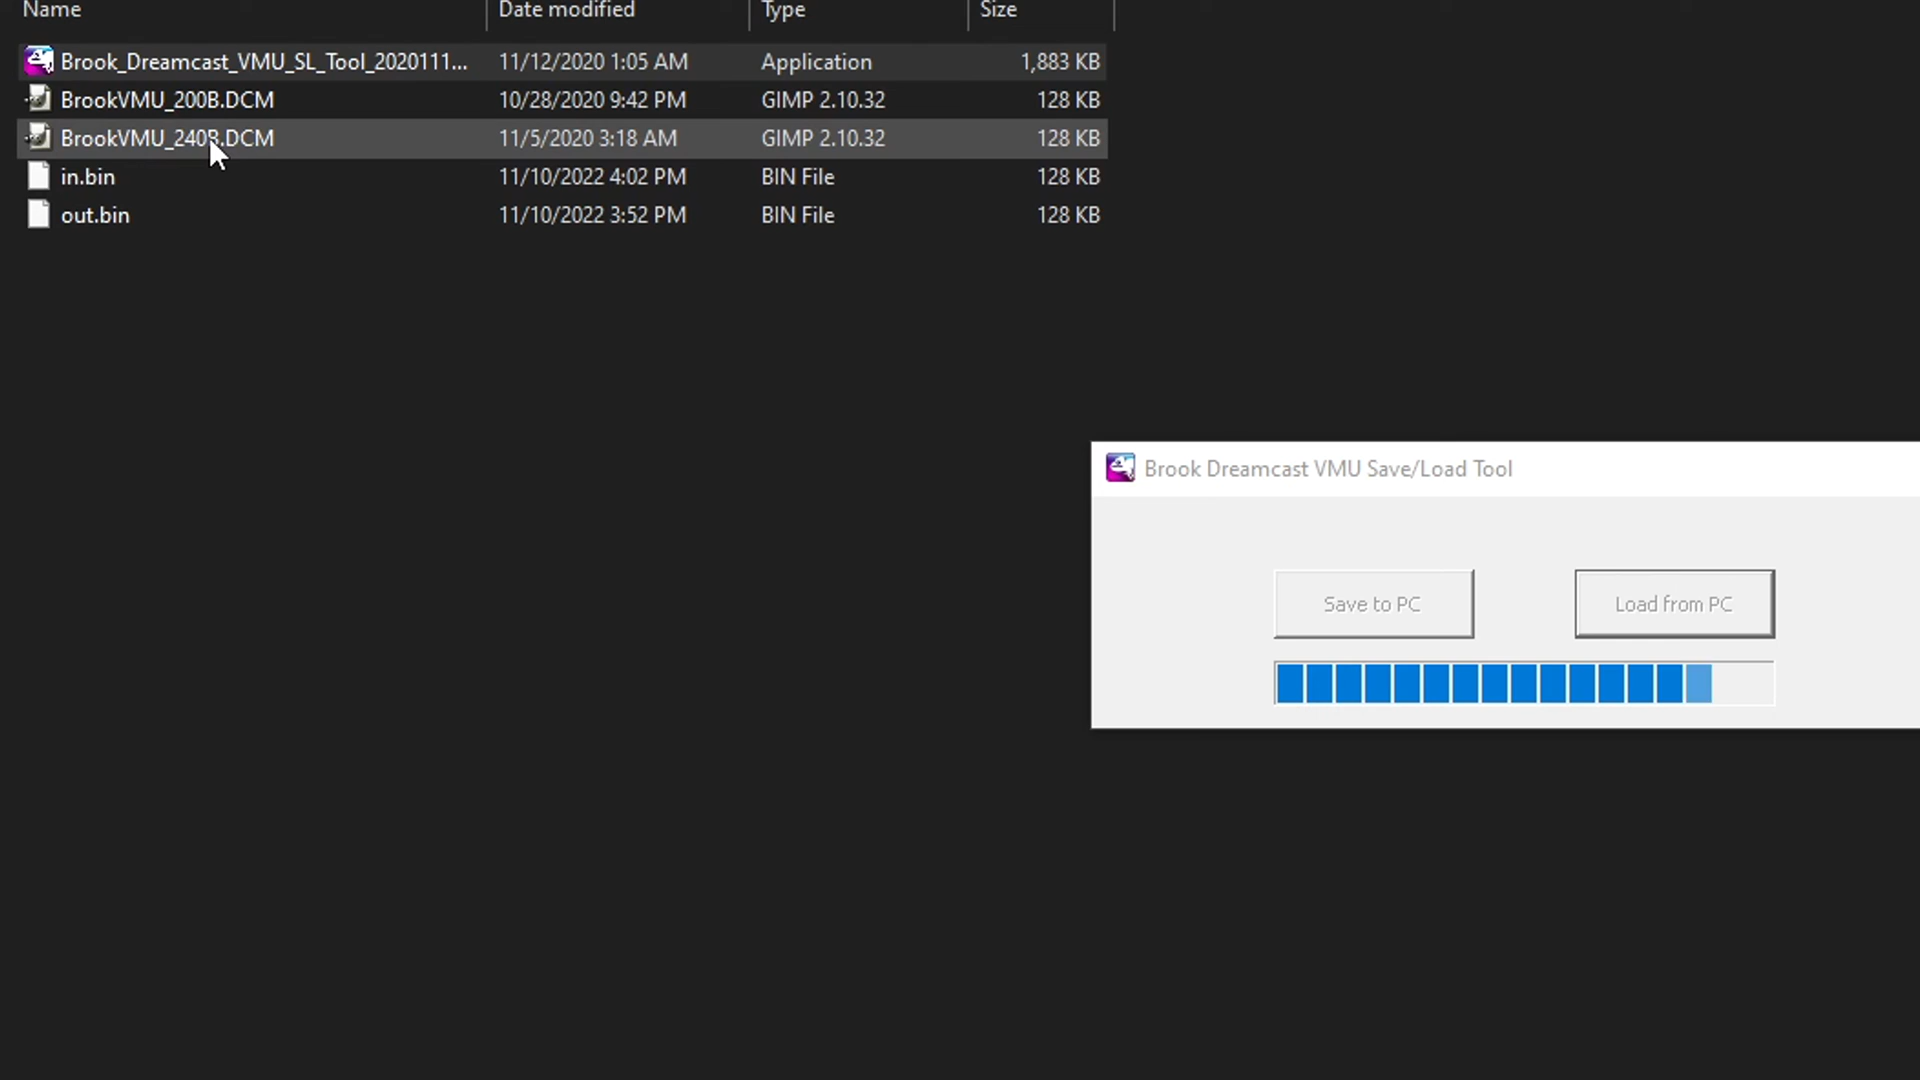 Name Date modified Type Size
Brook_Dreamcast_VMU_SL_Tool_2020111... 11/12/2020 1:05 AM Application 1,883 KB
BrookVMU_200B.DCM 10/28/2020 9:42 PM GIMP 2.10.32 128 KB
BrookVMU_240B.DCM 11/5/2020 3:18 AM GIMP 2.10.32 128 KB
in.bin 11/10/2022 4:02 PM BIN File 128 KB
out.bin 11/10/2022 3:52 PM BIN File 128 KB
Brook Dreamcast VMU Save/Load Tool
Save to PC Load from PC